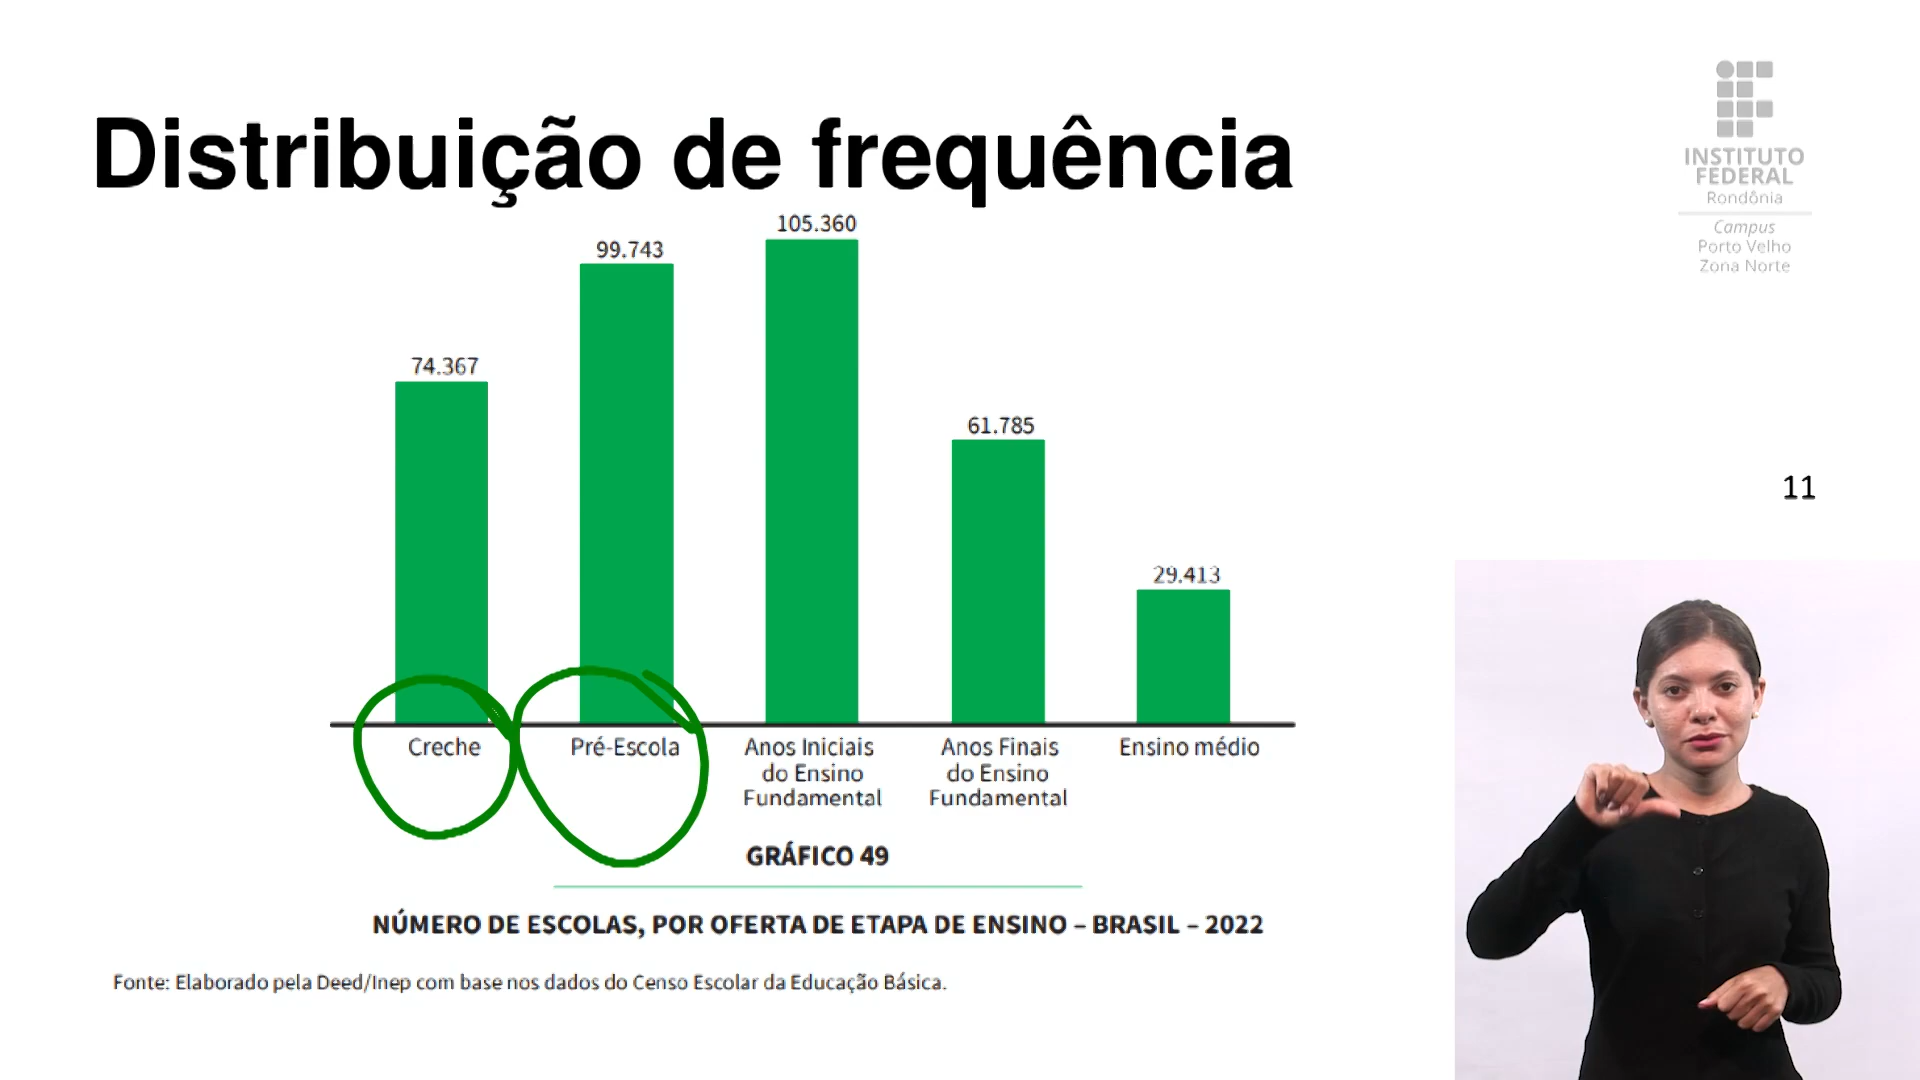 Distribuição de frequência
INSTITUTO
FEDERAL
Rondônia
Campus
Porto Velho
Zona Norte
105.360
99.743
74.367
61.785
29.413
11
Creche
Pré-Escola
Anos Iniciais
do Ensino
Fundamental
Anos Finais
do Ensino
Fundamental
Ensino médio
GRÁFICO 49
NÚMERO DE ESCOLAS, POR OFERTA DE ETAPA DE ENSINO – BRASIL – 2022
Fonte: Elaborado pela Deed/Inep com base nos dados do Censo Escolar da Educação Básica.